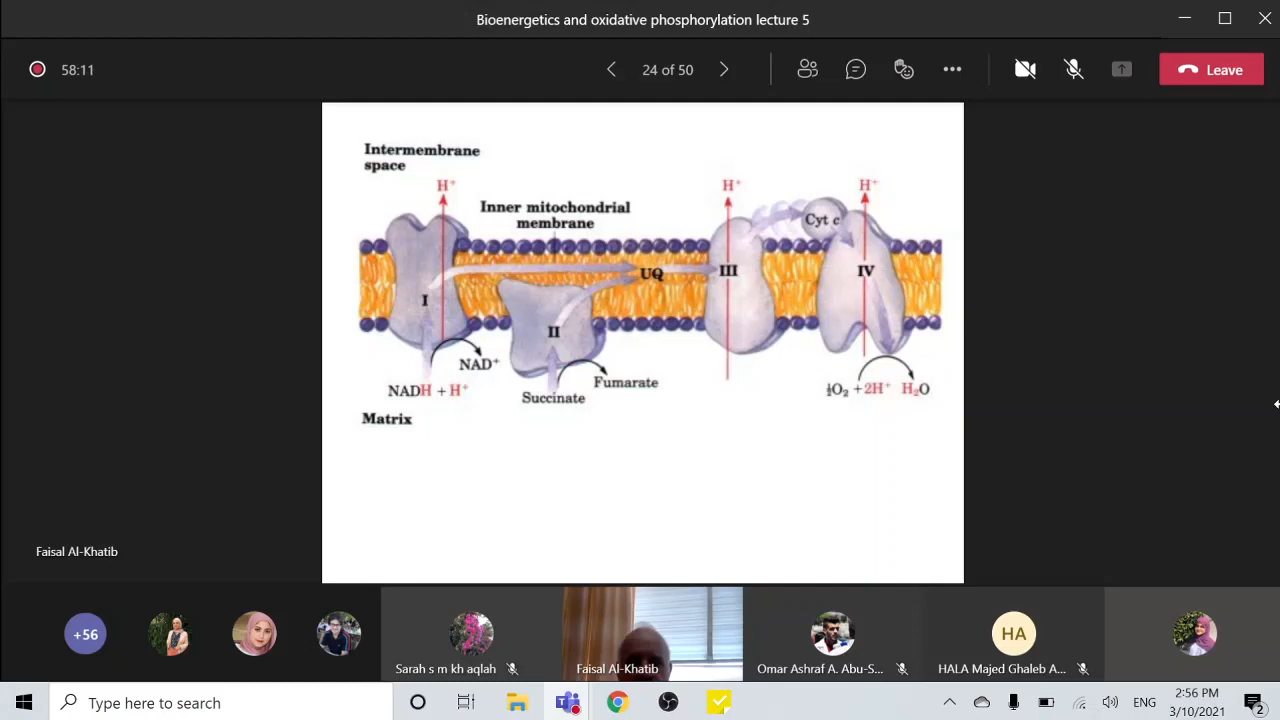 Bioenergetics and oxidative phosphorylation lecture 5
58:11
24 of 50
Leave
Intermembrane
space
H⁺
H⁺
H⁺
Inner mitochondrial
membrane
Cyt c
UQ
III
IV
I
II
NAD⁺
NADH + H⁺
Fumarate
Succinate
½O₂ + 2H⁺ H₂O
Matrix
Faisal Al-Khatib
+56
HA
Sarah s m kh aqlah
Faisal Al-Khatib
Omar Ashraf A. Abu-S...
HALA Majed Ghaleb A...
Type here to search
ENG
2:56 PM
3/10/2021
2